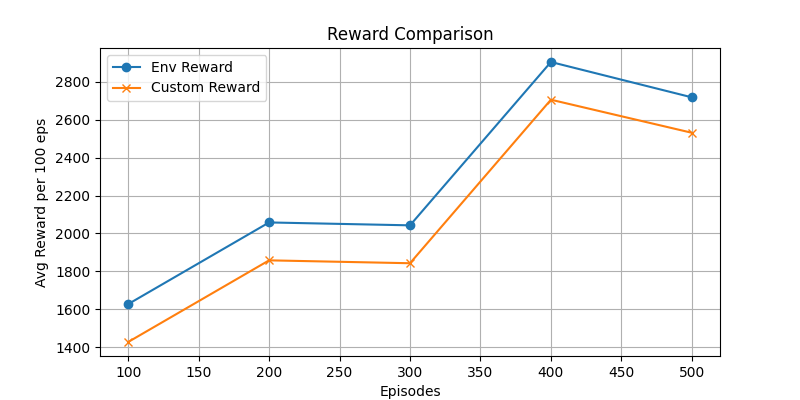 Reward Comparison
Env Reward
Custom Reward
Avg Reward per 100 eps
2800
2600
2400
2200
2000
1800
1600
1400
100 150 200 250 300 350 400 450 500
Episodes